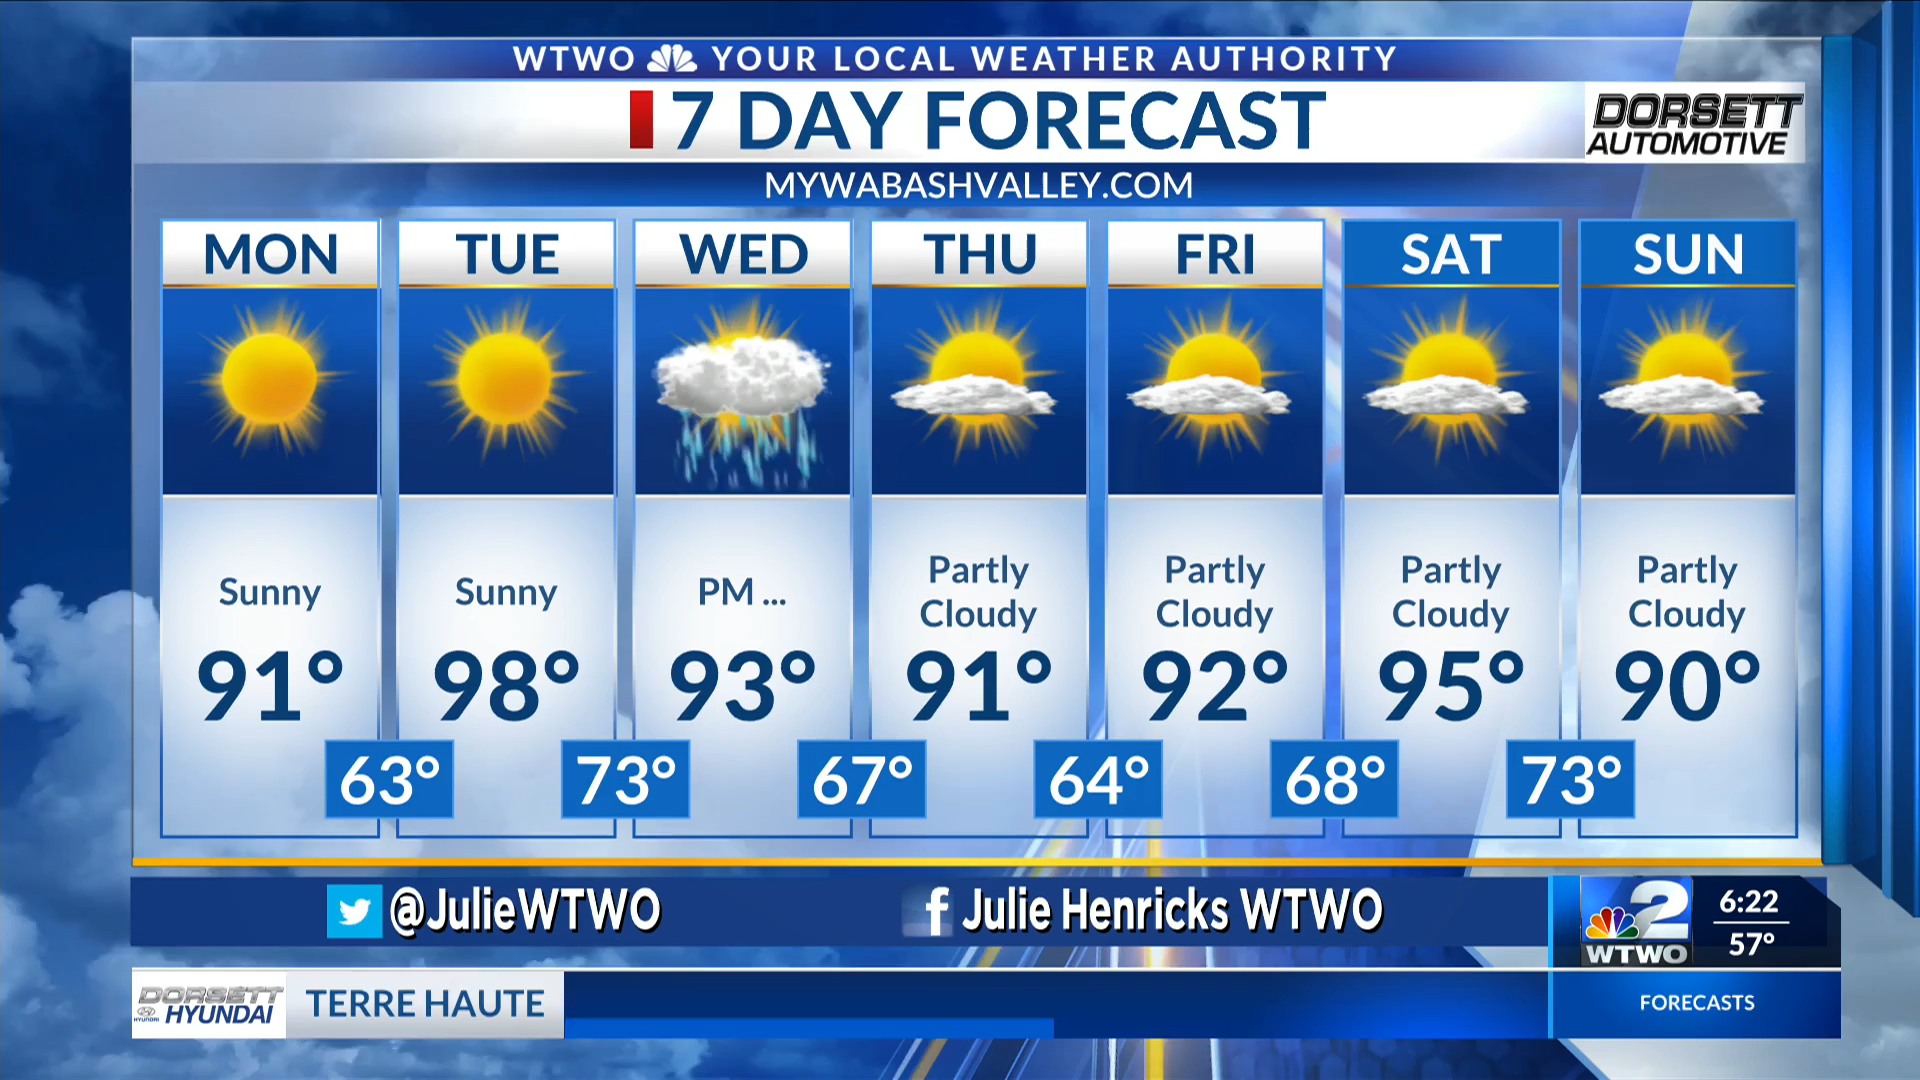 WTWO YOUR LOCAL WEATHER AUTHORITY
7 DAY FORECAST
DORSETT
AUTOMOTIVE
MYWABASHVALLEY.COM
MON TUE WED THU FRI SAT SUN
Sunny
91°
Sunny
98°
PM ...
93°
Partly
Cloudy
91°
Partly
Cloudy
92°
Partly
Cloudy
95°
Partly
Cloudy
90°
63° 73° 67° 64° 68° 73°
@JulieWTWO
f Julie Henricks WTWO
2
WTWO
6:22
57°
DORSETT
HYUNDAI
HYUNDAI
TERRE HAUTE
FORECASTS